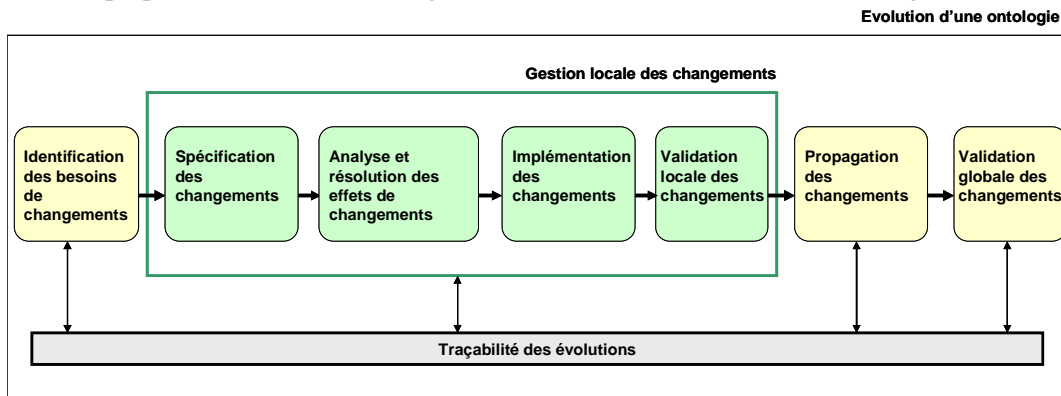 Evolution d'une ontologie
Gestion locale des changements
Identification
des besoins
de
changements
Spécification
des
changements
Analyse et
résolution des
effets de
changements
Implémentation
des
changements
Validation
locale des
changements
Propagation
des
changements
Validation
globale des
changements
Traçabilité des évolutions